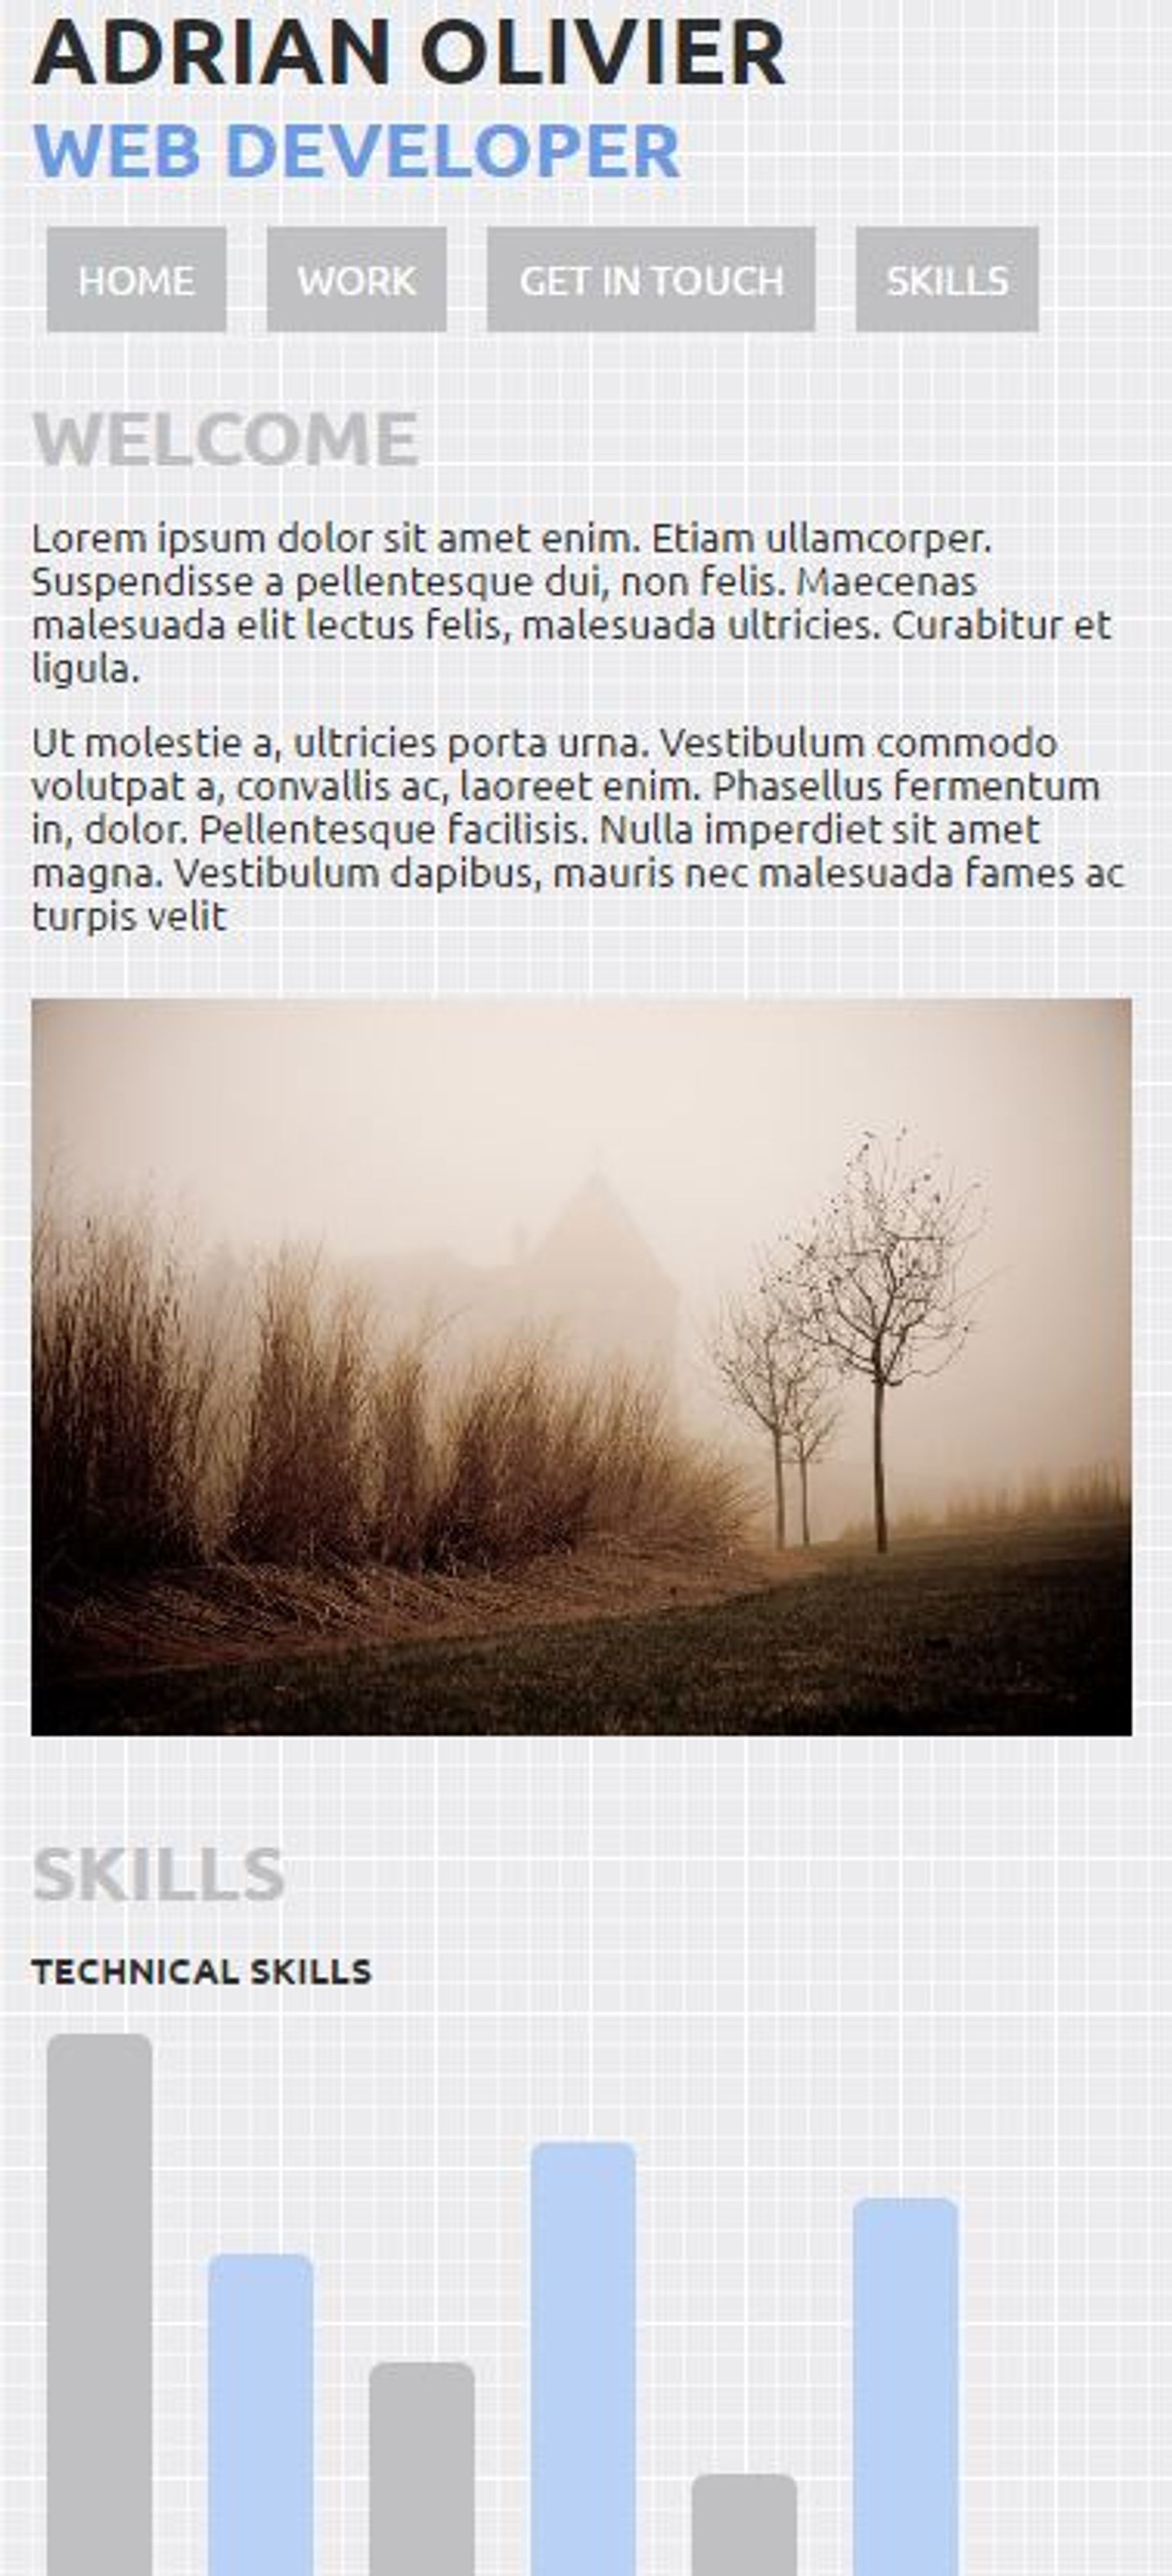 ADRIAN OLIVIER
WEB DEVELOPER
HOME WORK GET IN TOUCH SKILLS
WELCOME
Lorem ipsum dolor sit amet enim. Etiam ullamcorper.
Suspendisse a pellentesque dui, non felis. Maecenas
malesuada elit lectus felis, malesuada ultricies. Curabitur et
ligula.
Ut molestie a, ultricies porta urna. Vestibulum commodo
volutpat a, convallis ac, laoreet enim. Phasellus fermentum
in, dolor. Pellentesque facilisis. Nulla imperdiet sit amet
magna. Vestibulum dapibus, mauris nec malesuada fames ac
turpis velit
SKILLS
TECHNICAL SKILLS